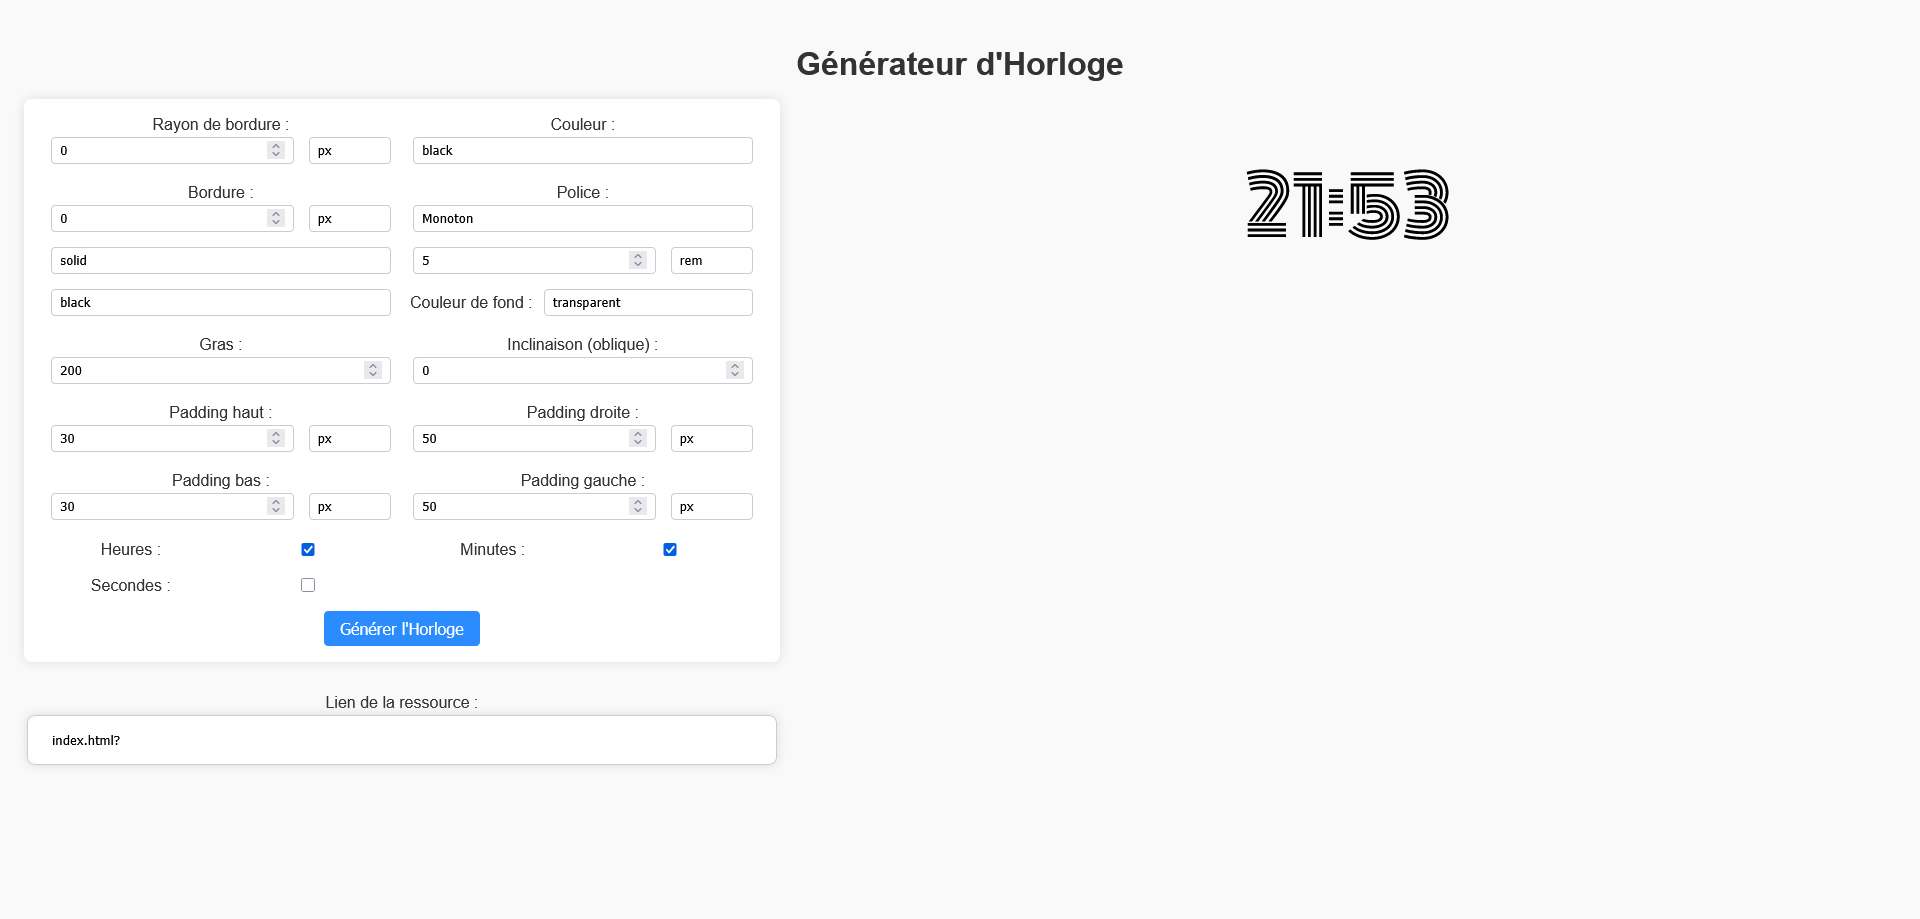 Générateur d'Horloge
Rayon de bordure :
Couleur :
0
px
black
Bordure :
Police :
0
px
Monoton
solid
5
rem
black
Couleur de fond :
transparent
Gras :
Inclinaison (oblique) :
200
0
Padding haut :
Padding droite :
30
px
50
px
Padding bas :
Padding gauche :
30
px
50
px
Heures :
Minutes :
Secondes :
Générer l'Horloge
Lien de la ressource :
index.html?
21:53